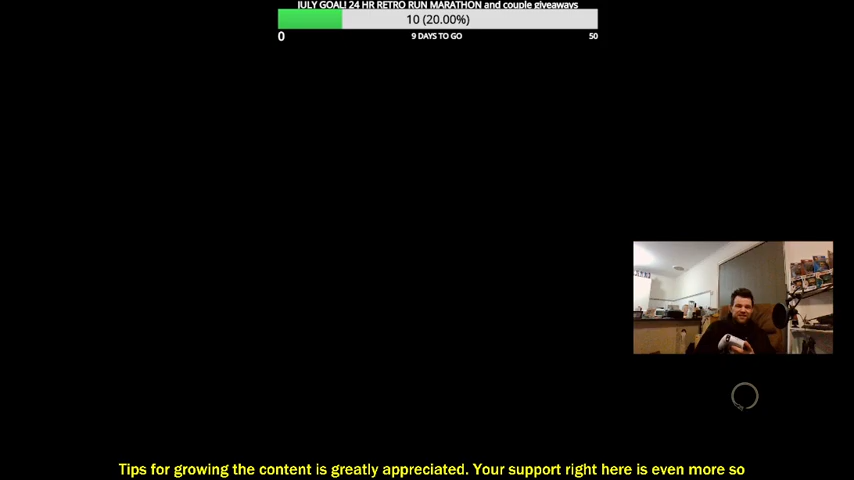 JULY GOAL! 24 HR RETRO RUN MARATHON and couple giveaways
10 (20.00%)
0 9 DAYS TO GO 50
Tips for growing the content is greatly appreciated. Your support right here is even more so